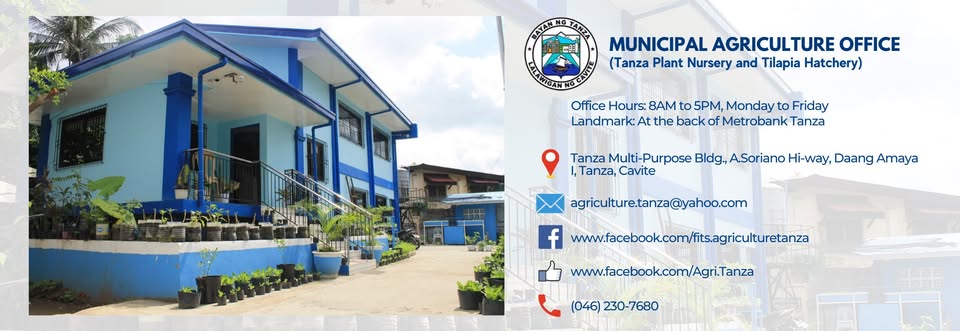 BAYAN NG TANZA
LALAWIGAN NG CAVITE
MUNICIPAL AGRICULTURE OFFICE
(Tanza Plant Nursery and Tilapia Hatchery)
Office Hours: 8AM to 5PM, Monday to Friday
Landmark: At the back of Metrobank Tanza
Tanza Multi-Purpose Bldg., A.Soriano Hi-way, Daang Amaya
I, Tanza, Cavite
agriculture.tanza@yahoo.com
www.facebook.com/fits.agriculturetanza
www.facebook.com/Agri.Tanza
(046) 230-7680